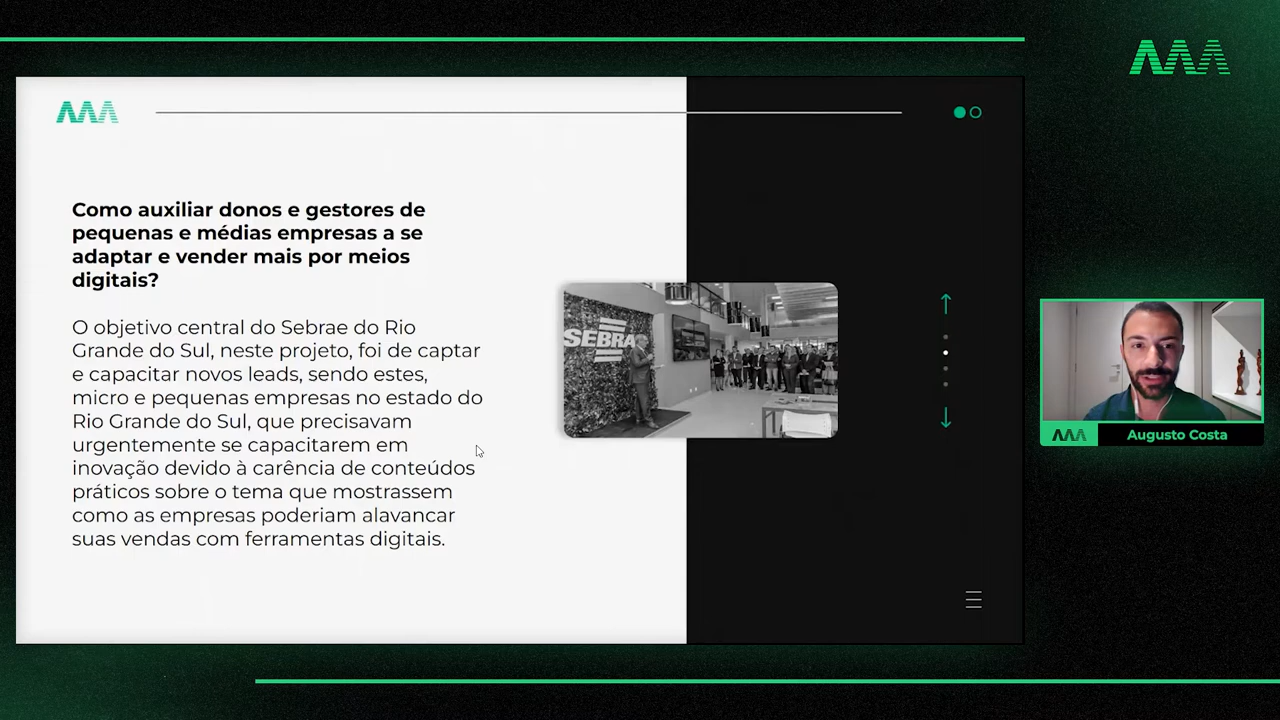 Como auxiliar donos e gestores de
pequenas e médias empresas a se
adaptar e vender mais por meios
digitais?
O objetivo central do Sebrae do Rio
Grande do Sul, neste projeto, foi de captar
e capacitar novos leads, sendo estes,
micro e pequenas empresas no estado do
Rio Grande do Sul, que precisavam
urgentemente se capacitarem em
inovação devido à carência de conteúdos
práticos sobre o tema que mostrassem
como as empresas poderiam alavancar
suas vendas com ferramentas digitais.
SEBRA
Augusto Costa